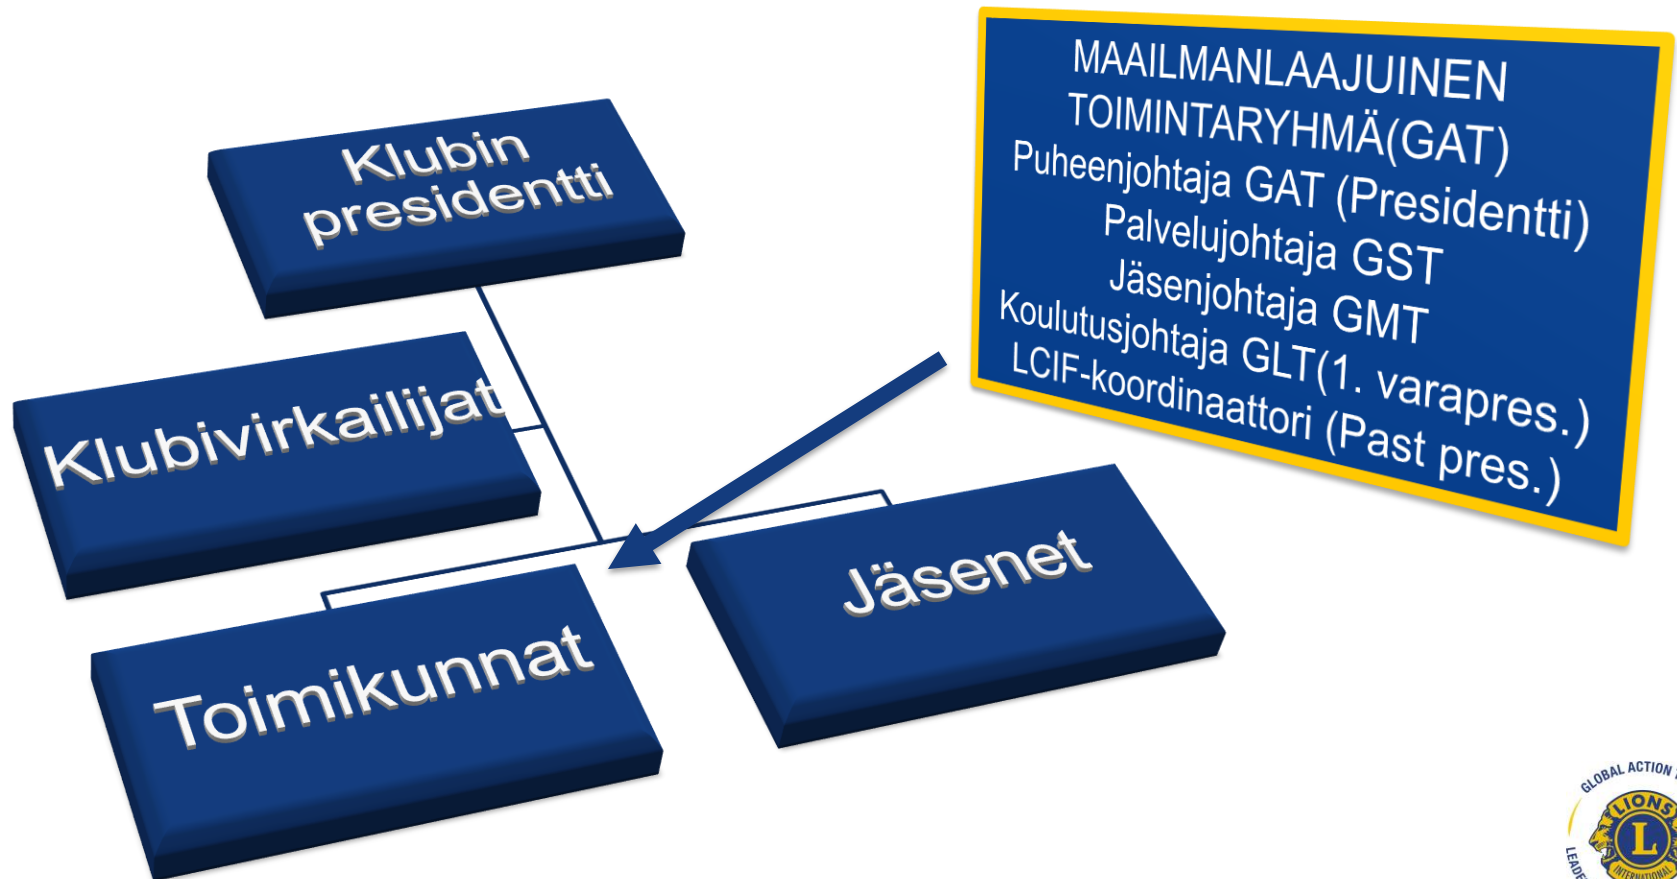 Klubin
presidentti
Klubivirkailijat
Toimikunnat
Jäsenet
MAAILMANLAAJUINEN
TOIMINTARYHMÄ(GAT)
Puheenjohtaja GAT (Presidentti)
Palvelujohtaja GST
Jäsenjohtaja GMT
Koulutusjohtaja GLT(1. varapres.)
LCIF-koordinaattori (Past pres.)
GLOBAL ACTION
LIONS
L
INTERNATIONAL